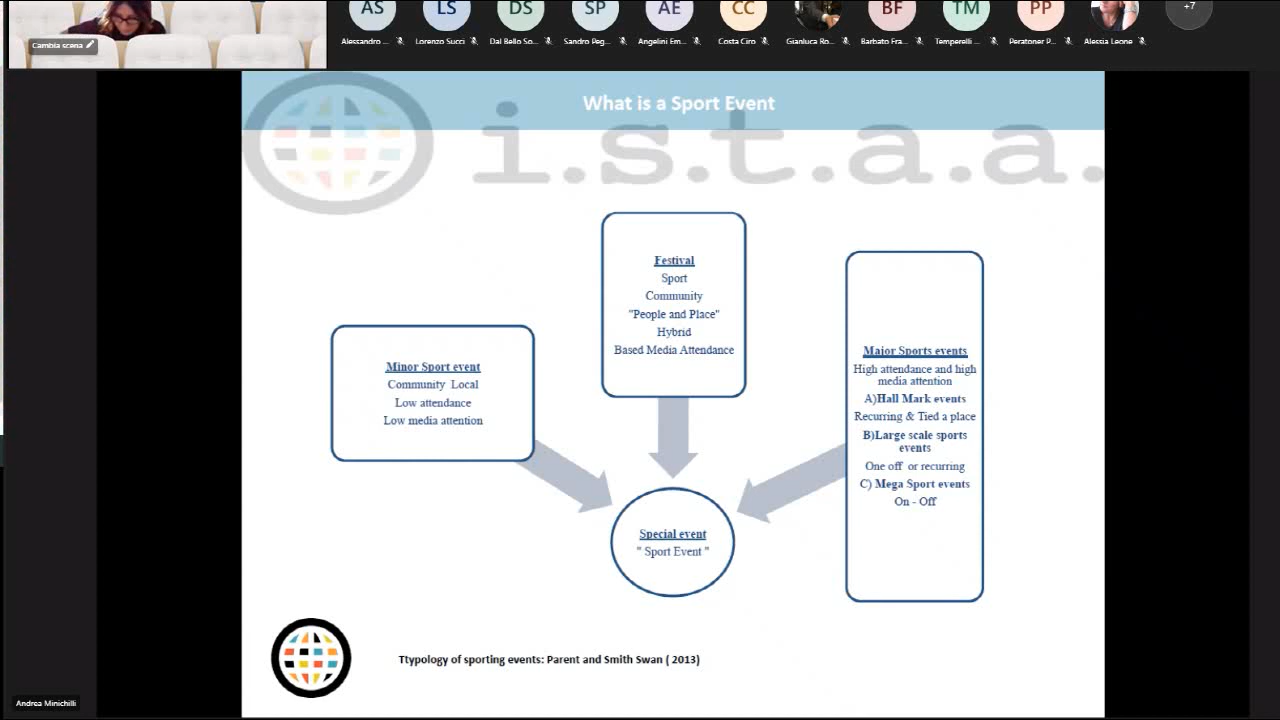 Cambia scena
AS
LS
DS
SP
AE
CC
BF
TM
PP
+7
Alessandro ...
Lorenzo Succi
Dal Bello So...
Sandro Peg...
Angelini Em...
Costa Ciro
Gianluca Ro...
Barbato Fra...
Temperelli ...
Peratoner P...
Alessia Leone
What is a Sport Event
i.s.t.a.a.
Festival
Sport
Community
"People and Place"
Hybrid
Based Media Attendance
Minor Sport event
Community Local
Low attendance
Low media attention
Major Sports events
High attendance and high
media attention
A)Hall Mark events
Recurring & Tied a place
B)Large scale sports
events
One off or recurring
C) Mega Sport events
On - Off
Special event
" Sport Event "
Ttypology of sporting events: Parent and Smith Swan ( 2013)
Andrea Minichilli